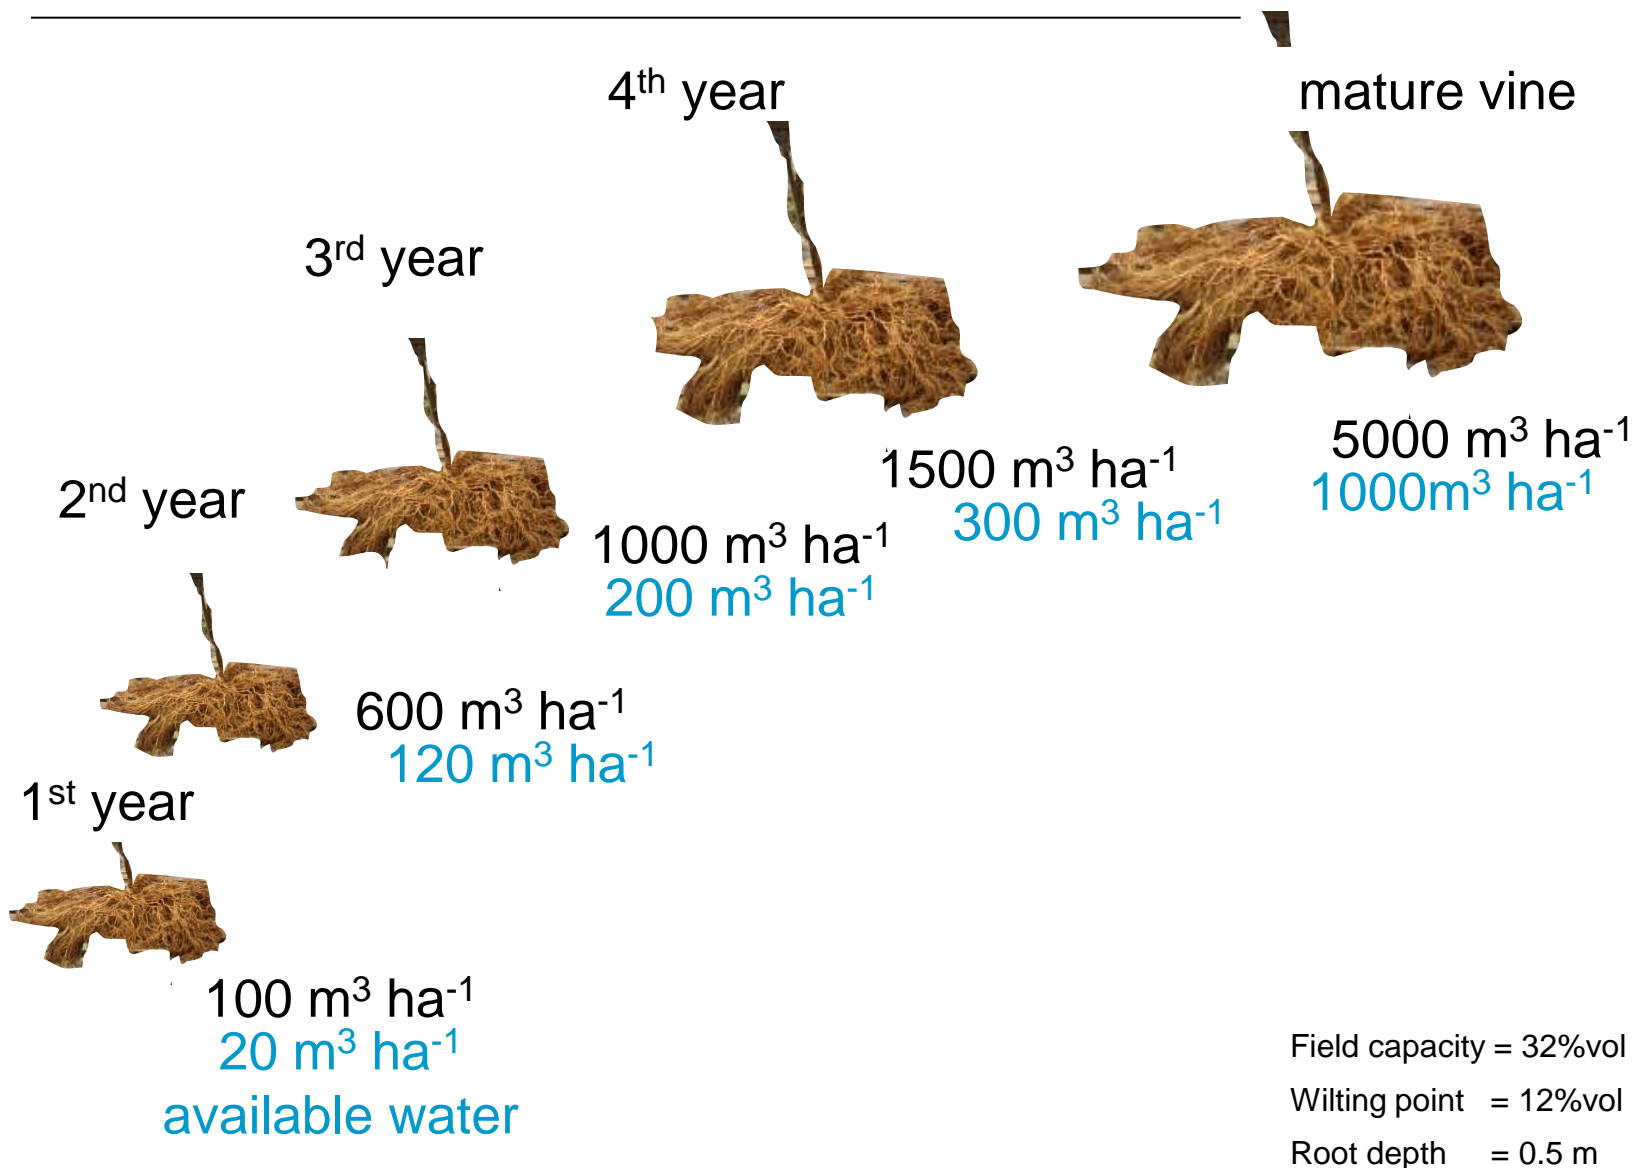 4th year
mature vine
3rd year
5000 m³ ha⁻¹
1000m³ ha⁻¹
1500 m³ ha⁻¹
300 m³ ha⁻¹
2nd year
1000 m³ ha⁻¹
200 m³ ha⁻¹
600 m³ ha⁻¹
120 m³ ha⁻¹
1st year
100 m³ ha⁻¹
20 m³ ha⁻¹
available water
Field capacity = 32%vol
Wilting point = 12%vol
Root depth = 0.5 m